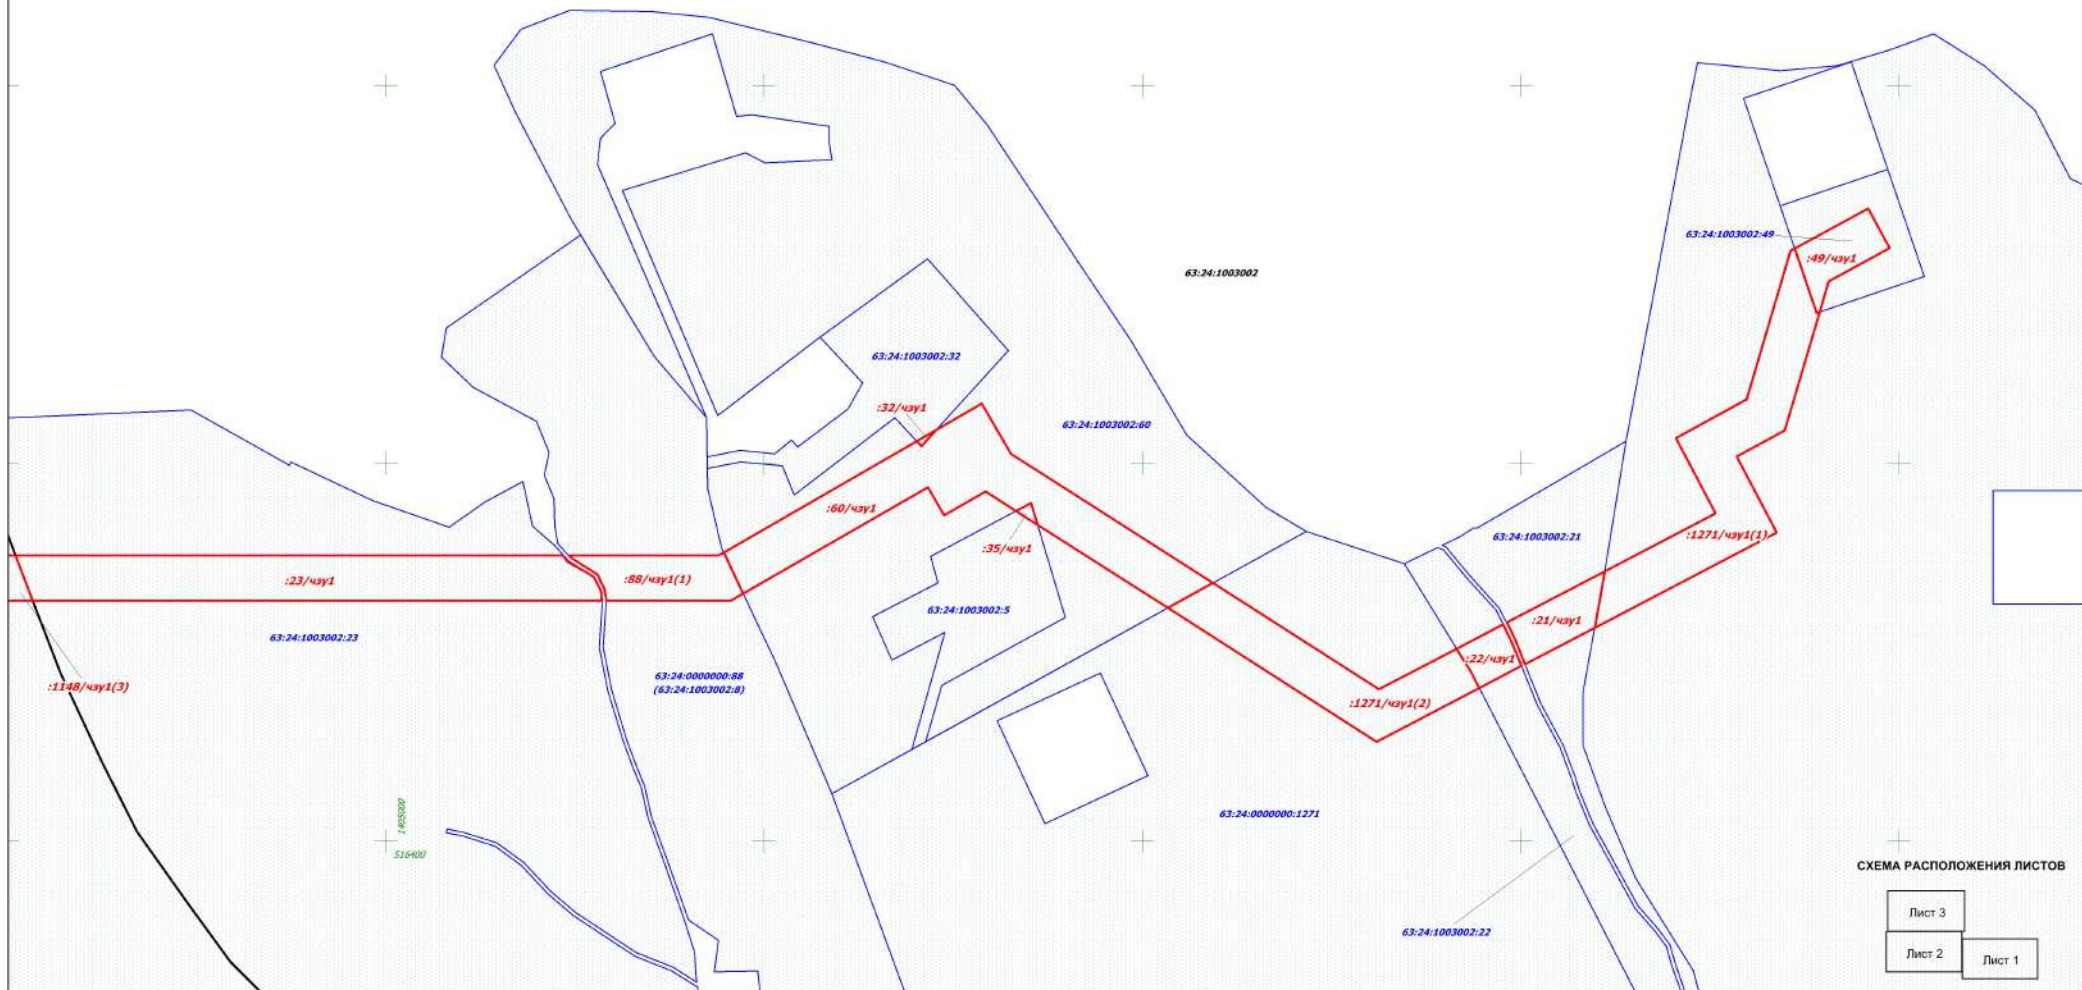 63:24:1003002:49
:49/чзу1
63:24:1003002
63:24:1003002:32
:32/чзу1
63:24:1003002:60
:60/чзу1
:35/чзу1
63:24:1003002:21
:1271/чзу1(1)
:23/чзу1
:88/чзу1(1)
63:24:1003002:5
:21/чзу1
63:24:1003002:23
:22/чзу1
63:24:0000000:88
(63:24:1003002:8)
:1148/чзу1(3)
:1271/чзу1(2)
1405000
516400
63:24:0000000:1271
63:24:1003002:22
СХЕМА РАСПОЛОЖЕНИЯ ЛИСТОВ
Лист 3
Лист 2
Лист 1